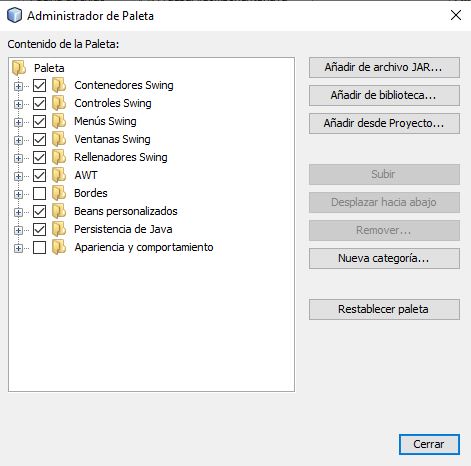 Administrador de Paleta
Contenido de la Paleta:
Paleta
Contenedores Swing
Controles Swing
Menús Swing
Ventanas Swing
Rellenadores Swing
AWT
Bordes
Beans personalizados
Persistencia de Java
Apariencia y comportamiento
Añadir de archivo JAR...
Añadir de biblioteca...
Añadir desde Proyecto...
Subir
Desplazar hacia abajo
Remover...
Nueva categoría...
Restablecer paleta
Cerrar